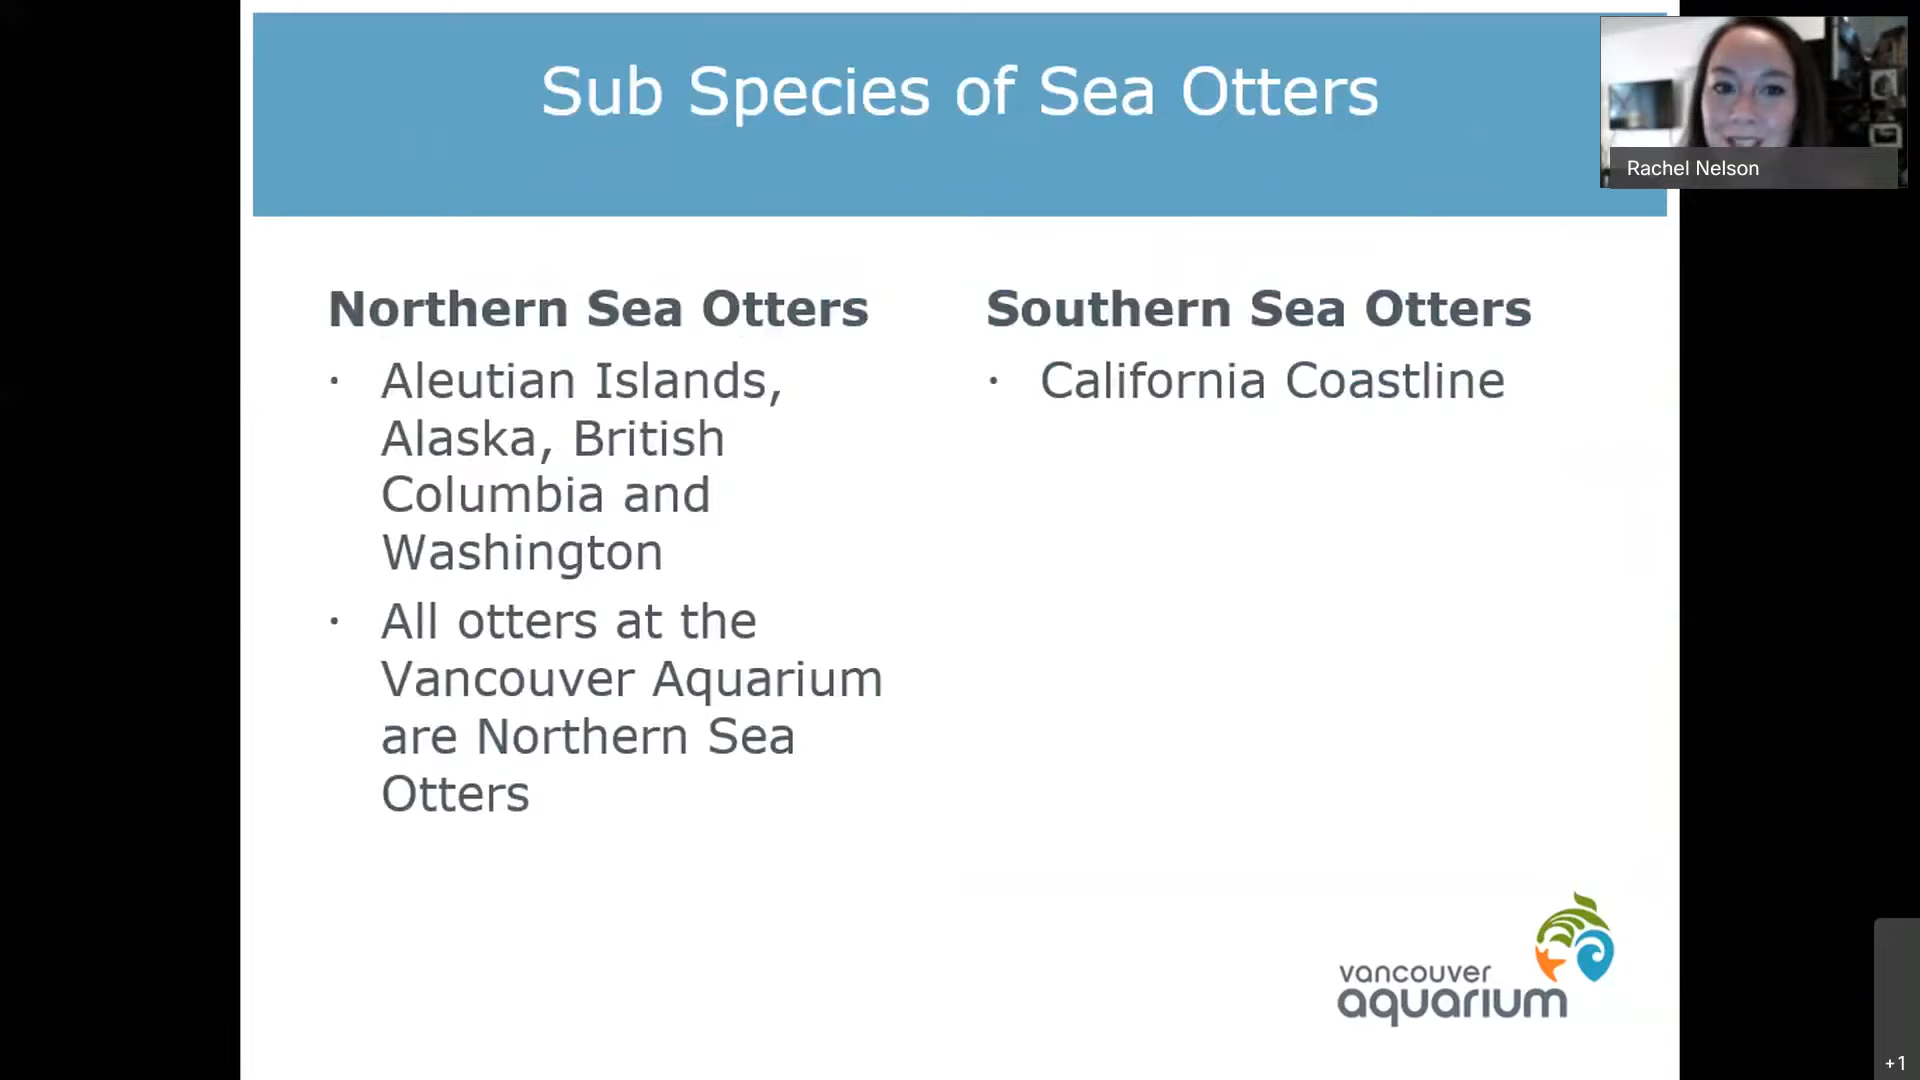 Sub Species of Sea Otters
Rachel Nelson
Northern Sea Otters
· Aleutian Islands,
Alaska, British
Columbia and
Washington
· All otters at the
Vancouver Aquarium
are Northern Sea
Otters
Southern Sea Otters
· California Coastline
vancouver
aquarium
+1